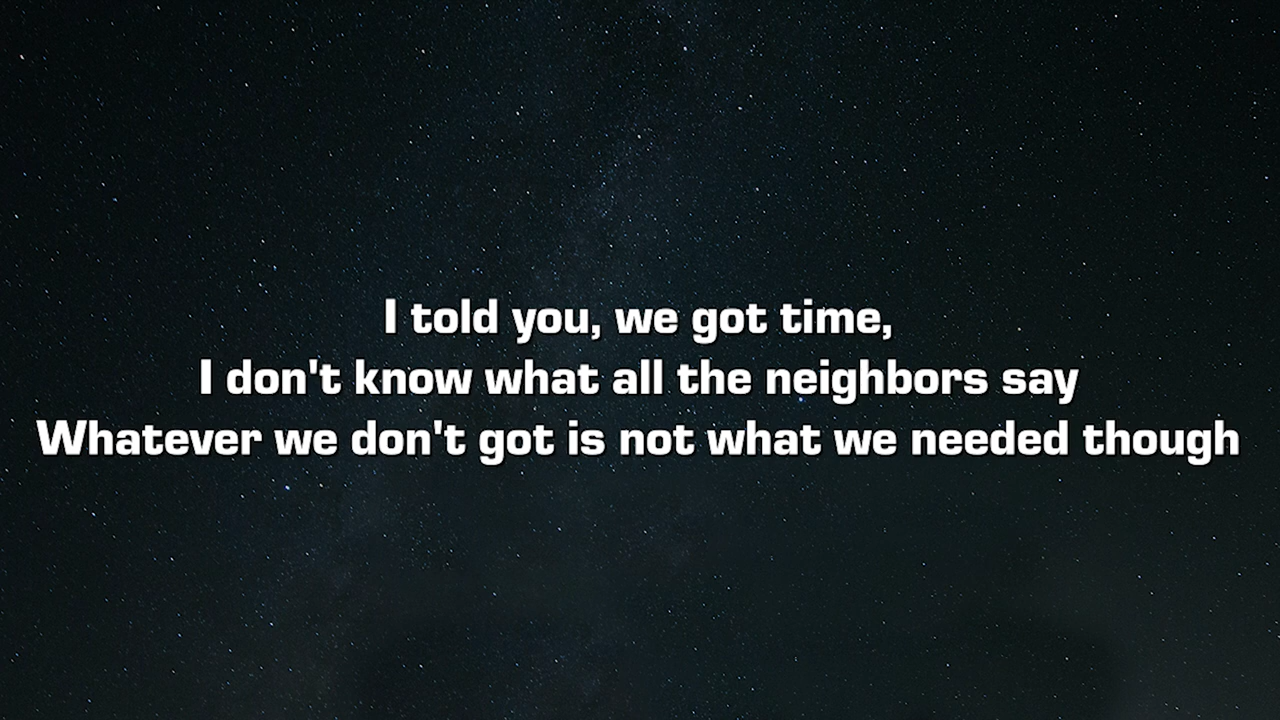 I told you, we got time,
I don't know what all the neighbors say
Whatever we don't got is not what we needed though